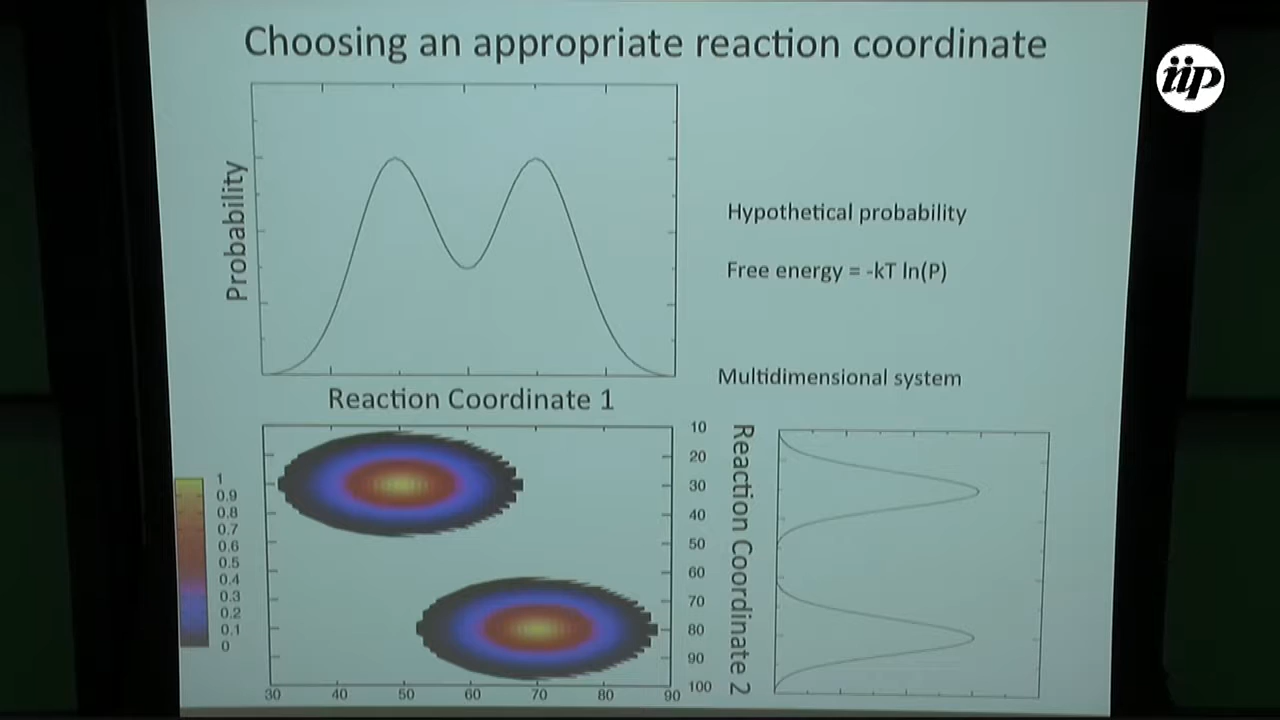 Choosing an appropriate reaction coordinate
iip
Probability
Hypothetical probability
Free energy = -kT ln(P)
Multidimensional system
Reaction Coordinate 1
10
20
30
40
50
60
70
80
90
100
Reaction Coordinate 2
1
0.9
0.8
0.7
0.6
0.5
0.4
0.3
0.2
0.1
0
30 40 50 60 70 80 90